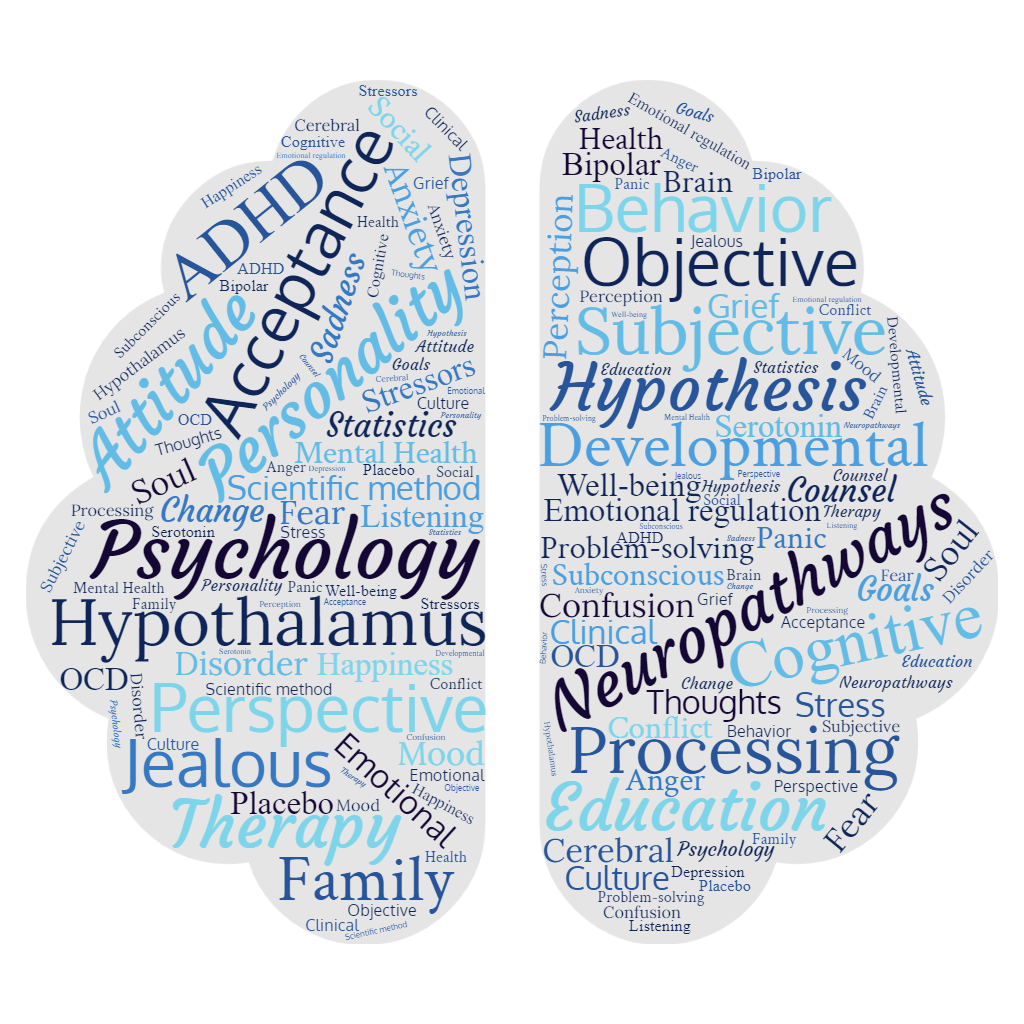 Stressors
Social
Clinical
Cerebral
Cognitive
Emotional regulation
Acceptance
Happiness
ADHD
Anxiety
Depression
Grief
Anxiety
Health
Cognitive
ADHD
Bipolar
Thoughts
Sadness
Personality
Subconscious
Attitude
Hypothalamus
Hypothesis
Attitude
Goals
Counsel
Psychology
Cerebral
Stressors
Emotional
Culture
Personality
Soul
OCD
Thoughts
Statistics
Mental Health
Anger
Depression
Placebo
Social
Soul
Scientific method
Processing
Change
Fear
Listening
Serotonin
Stress
Statistics
Psychology
Subjective
Mental Health
Personality
Panic
Well-being
Family
Perception
Acceptance
Stressors
Hypothalamus
Serotonin
Developmental
Disorder
Happiness
OCD
Disorder
Scientific method
Conflict
Perspective
Psychology
Culture
Confusion
Jealous
Emotional
Mood
Therapy
Emotional
Objective
Happiness
Placebo
Mood
Therapy
Health
Family
Objective
Clinical
Scientific method
Sadness
Emotional regulation
Goals
Health
Anger
Bipolar
Panic
Brain
Bipolar
Behavior
Perception
Jealous
Objective
Perception
Grief
Emotional regulation
Conflict
Well-being
Subjective
Developmental
Mood
Attitude
Education
Statistics
Hypothesis
Brain
Problem-solving
Mental Health
Serotonin
Neuropathways
Developmental
Jealous
Perspective
Counsel
Well-being
Hypothesis
Counsel
Social
Emotional regulation
Therapy
Subconscious
Listening
ADHD
Sadness
Problem-solving
Panic
Neuropathways
Soul
Stress
Subconscious
Brain
Change
Anxiety
Fear
Goals
Disorder
Confusion
Grief
Processing
Acceptance
Behavior
Clinical
Cognitive
OCD
Education
Change
Neuropathways
Thoughts
Stress
Hypothalamus
Conflict
Behavior
Subjective
Processing
Anger
Perspective
Education
Fear
Cerebral
Psychology
Family
Culture
Depression
Placebo
Problem-solving
Confusion
Listening